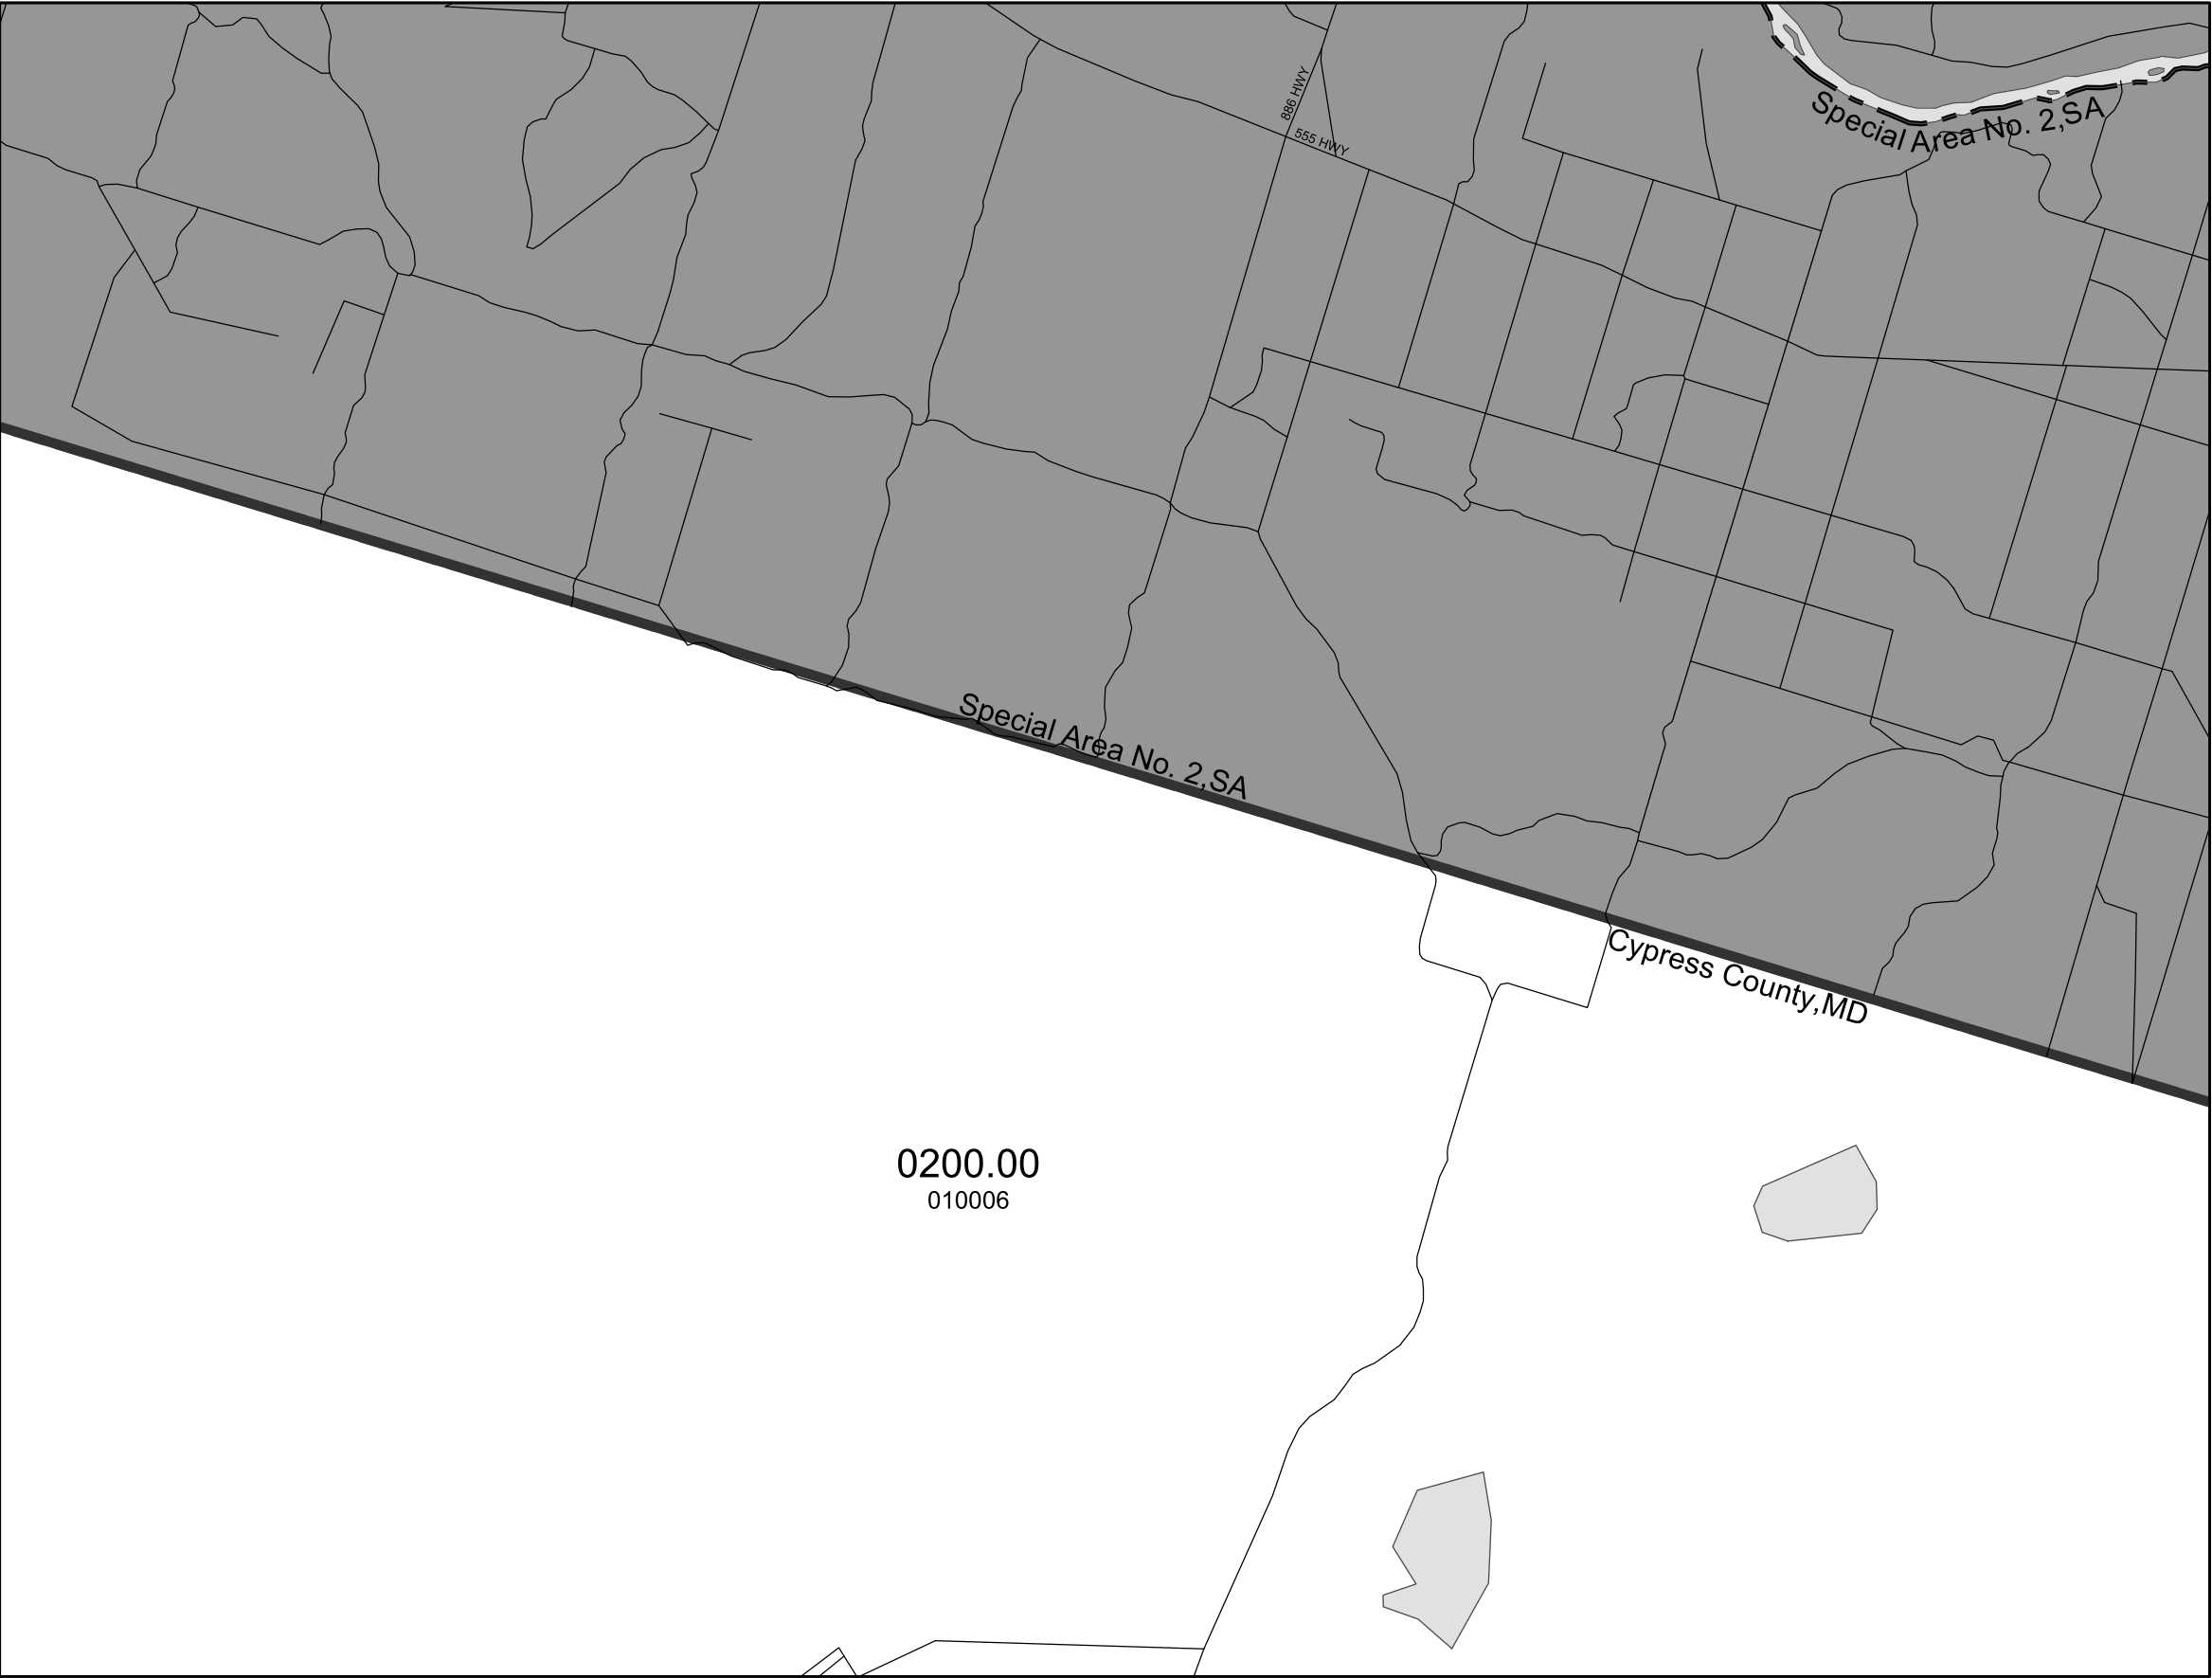 886 HWY
555 HWY
Special Area No. 2,SA
Special Area No. 2,SA
Cypress County,MD
0200.00
010006